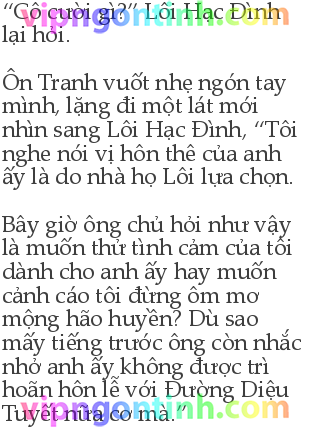 “Cô cười gì?” Lôi Hạc Đình
lại hỏi.
Ôn Tranh vuốt nhẹ ngón tay
mình, lặng đi một lát mới
nhìn sang Lôi Hạc Đình, “Tôi
nghe nói vị hôn thê của anh
ấy là do nhà họ Lôi lựa chọn.
Bây giờ ông chủ hỏi như vậy
là muốn thử tình cảm của tôi
dành cho anh ấy hay muốn
cảnh cáo tôi đừng ôm mơ
mộng hão huyền? Dù sao
mấy tiếng trước ông còn nhắc
nhở anh ấy không được trì
hoãn hôn lễ với Đường Diệu
Tuyết nữa cơ mà.”
vipngontinh.com
vipngontinh.com